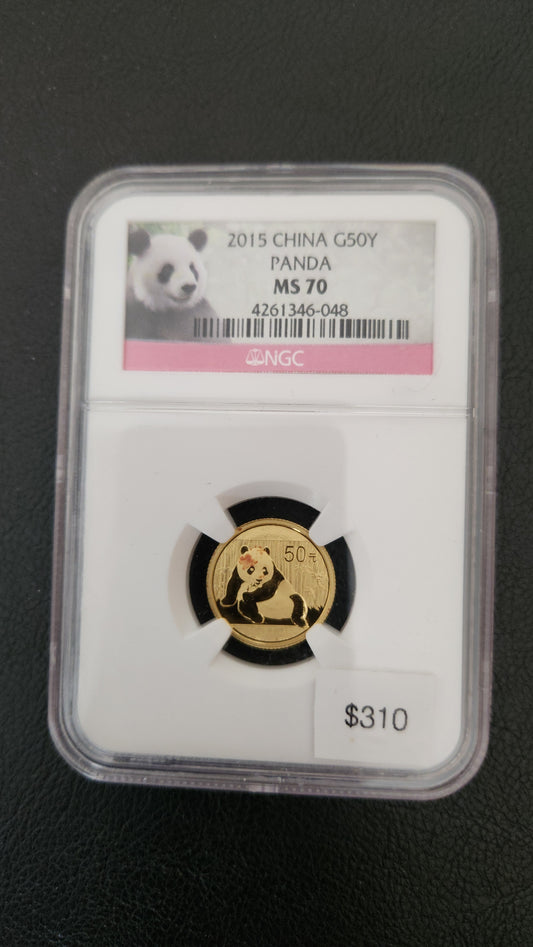 2015 CHINA G50Y
PANDA
MS 70
4261346-048
NGC
50元
$310